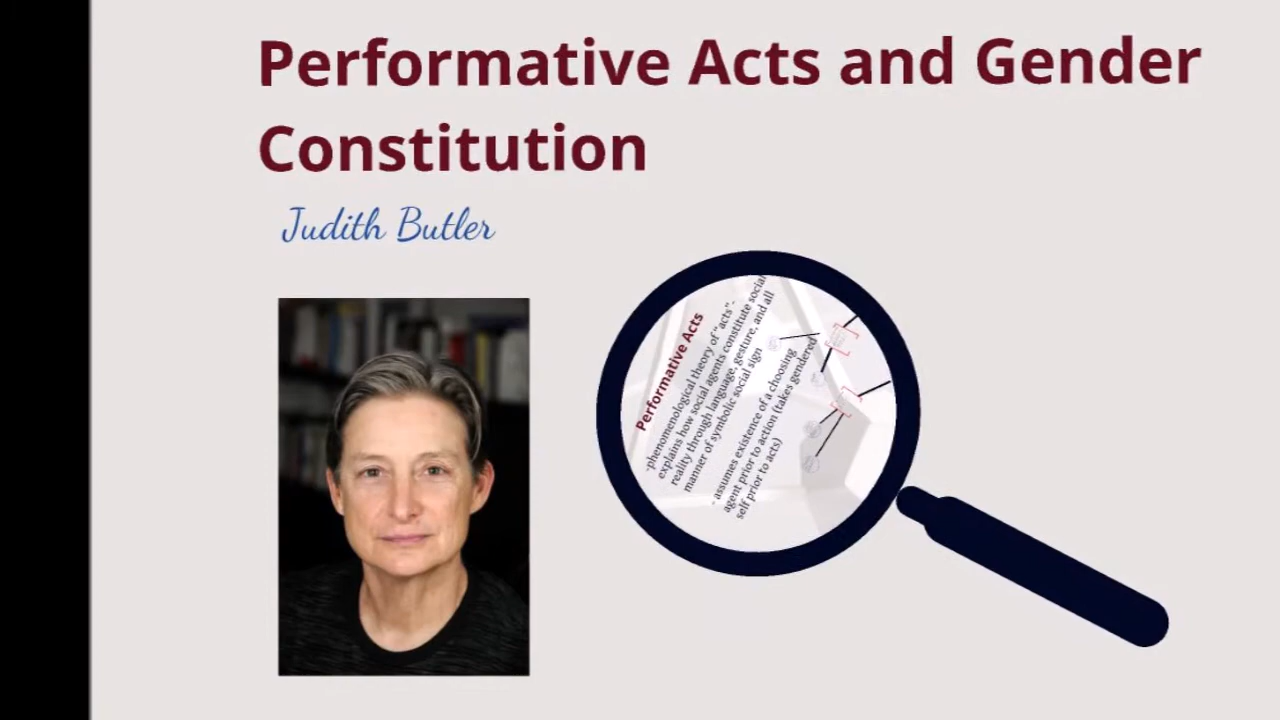 Performative Acts and Gender
Constitution
Judith Butler
Performative Acts
-phenomenological theory of "acts"-
explains how social agents constitute social
reality through language, gesture, and all
manner of symbolic social sign
- assumes existence of a choosing
agent prior to action (takes gendered
self prior to acts)